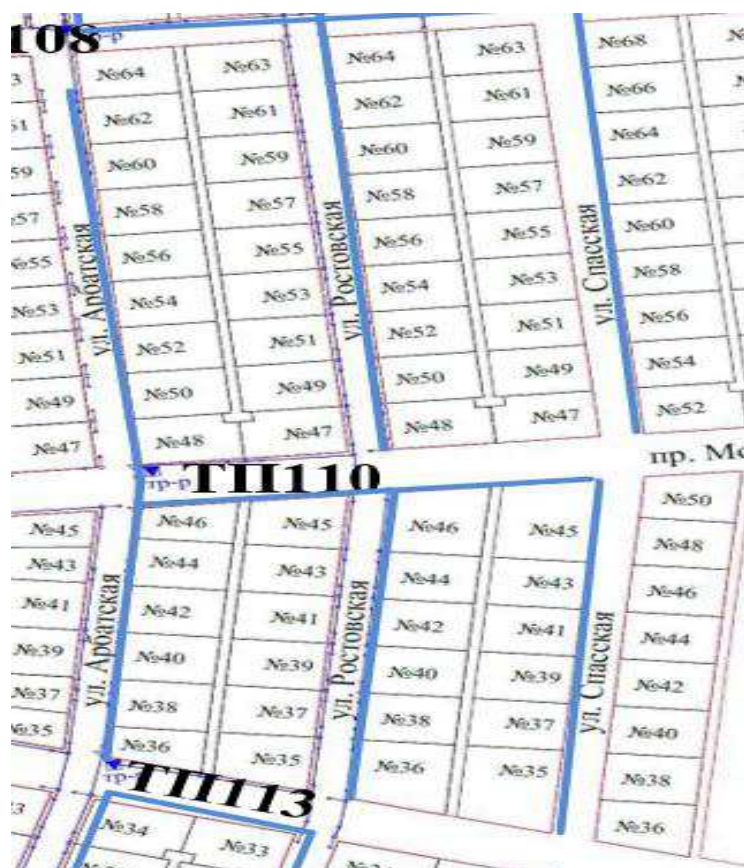 108
тр-р
№64 №63 №64 №63 №68
№62 №61 №62 №61 №66
№60 №59 №60 №59 №64
№58 №57 №58 №57 №62
№56 №55 №56 №55 №60
№55 №54 №53 №54 №53 №58
№53 №52 №51 №52 №51 №56
№51 №50 №49 №50 №49 №54
№49 №48 №47 №48 №47 №52
№47
ул. Арбатская
ул. Ростовская
ул. Спасская
ТП110
тр-р
пр.
№45 №46 №45 №46 №45 №50
№43 №44 №43 №44 №43 №48
№41 №42 №41 №42 №41 №46
№39 №40 №39 №40 №39 №44
№37 №38 №37 №38 №37 №42
№35 №36 №35 №36 №35 №40
№38
№36
ул. Арбатская
ул. Ростовская
ул. Спасская
ТП113
№34 №33